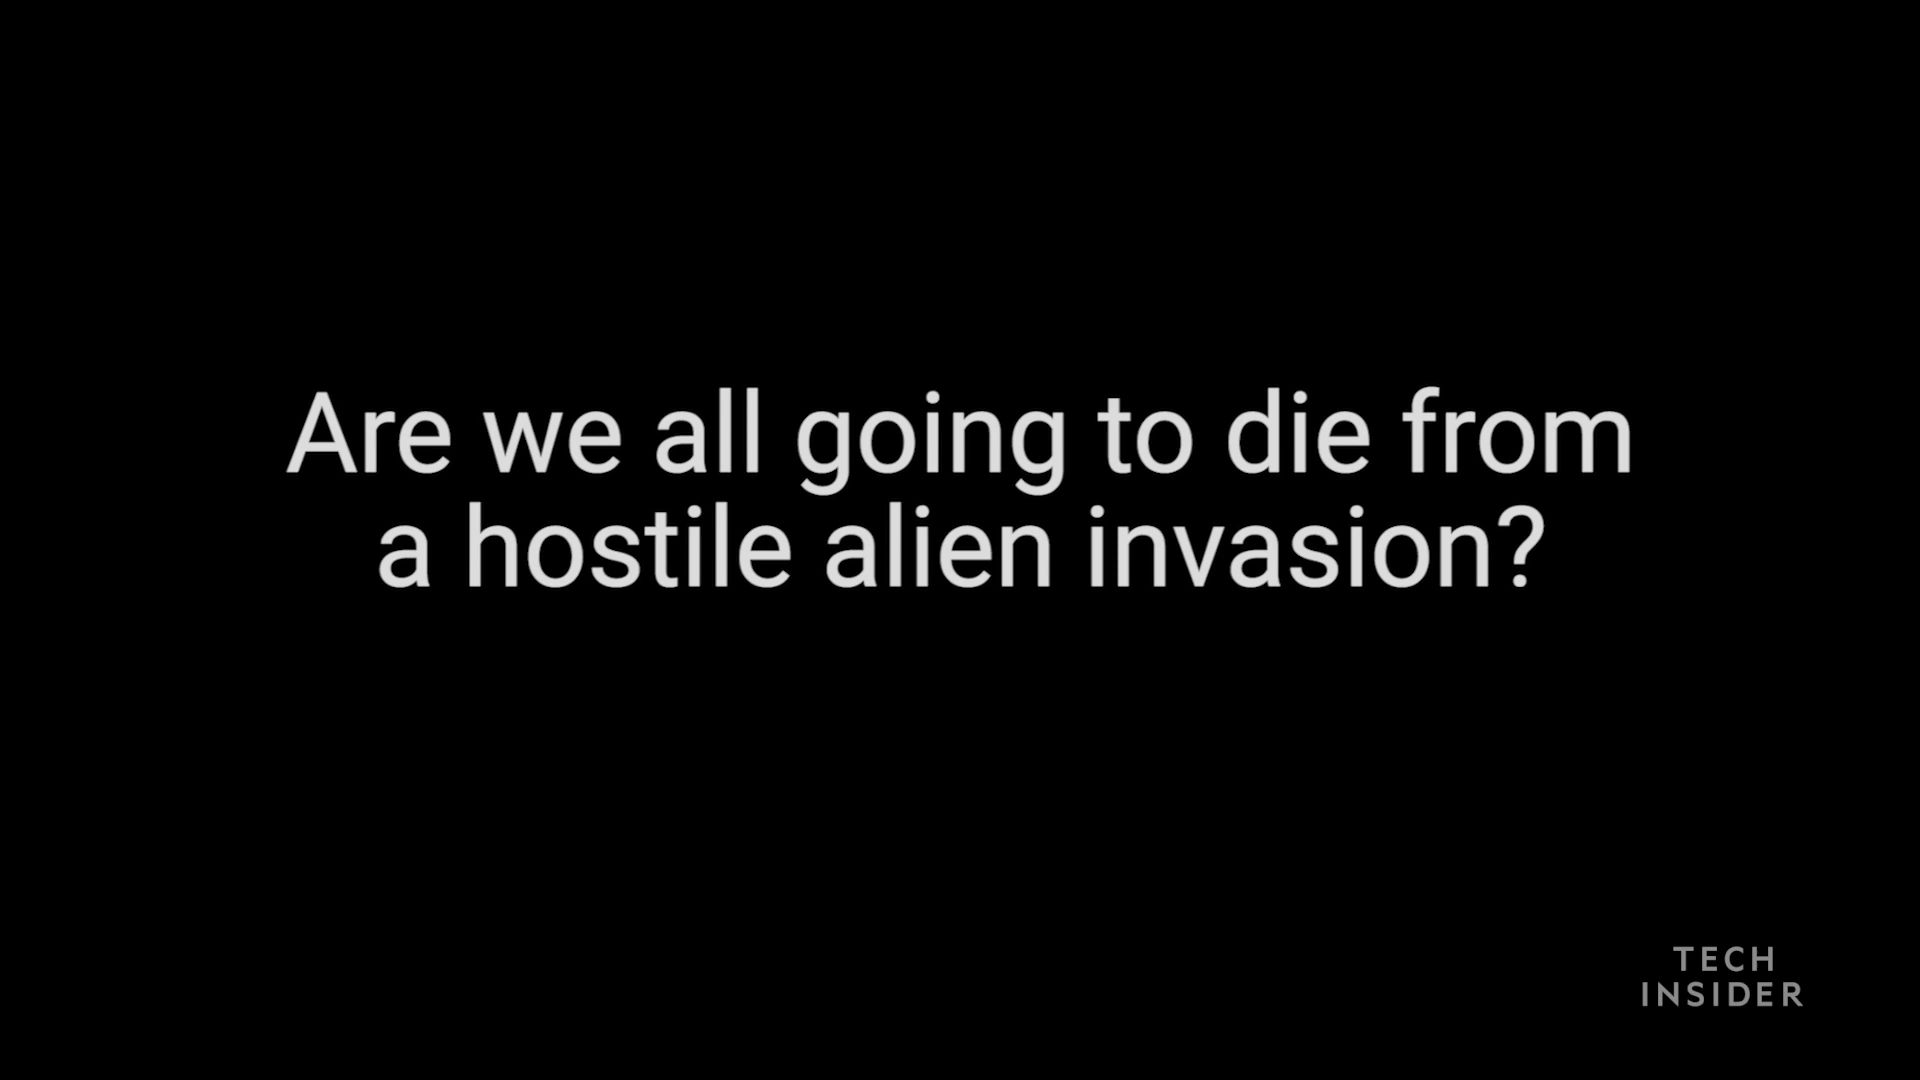 Are we all going to die from
a hostile alien invasion?
TECH
INSIDER